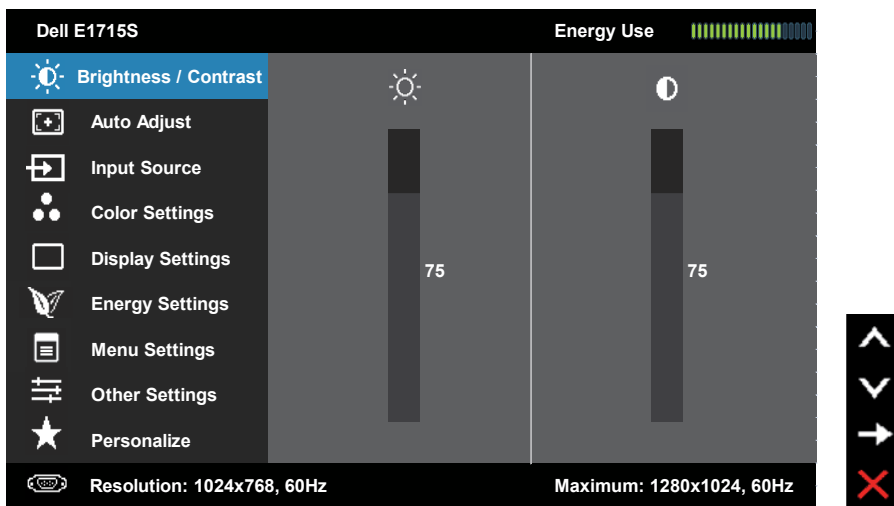 Dell E1715S Energy Use
Brightness / Contrast
Auto Adjust
Input Source
Color Settings
Display Settings
75 75
Energy Settings
Menu Settings
Other Settings
Personalize
Resolution: 1024x768, 60Hz Maximum: 1280x1024, 60Hz